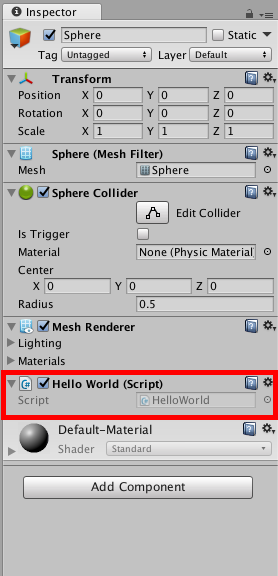 Inspector
Sphere
Static
Tag Untagged Layer Default
Transform
Position X 0 Y 0 Z 0
Rotation X 0 Y 0 Z 0
Scale X 1 Y 1 Z 1
Sphere (Mesh Filter)
Mesh Sphere
Sphere Collider
Edit Collider
Is Trigger
Material None (Physic Material
Center
X 0 Y 0 Z 0
Radius 0.5
Mesh Renderer
Lighting
Materials
Hello World (Script)
Script HelloWorld
Default-Material
Shader Standard
Add Component